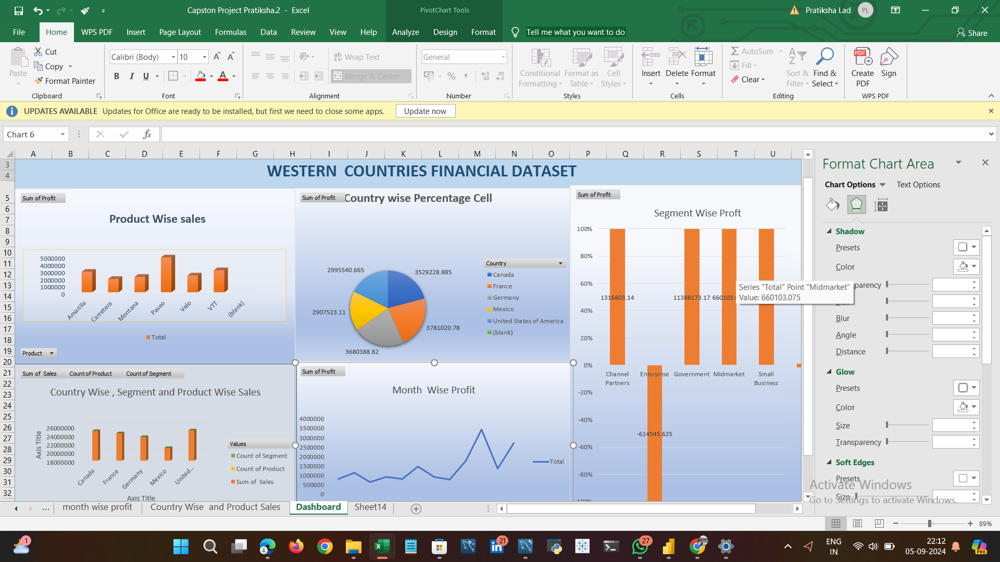 Capston Project Pratiksha.2 - Excel
PivotChart Tools
Pratiksha Lad
PL
File
Home
WPS PDF
Insert
Page Layout
Formulas
Data
Review
View
Help
Analyze
Design
Format
Tell me what you want to do
Share
Paste
Cut
Copy
Format Painter
Clipboard
Calibri (Body)
10
B I U
Font
Wrap Text
Merge & Center
Alignment
General
Number
Conditional Formatting
Format as Table
Cell Styles
Styles
Insert
Delete
Format
Cells
AutoSum
Fill
Clear
Sort & Filter
Find & Select
Editing
Create PDF
Sign
WPS PDF
UPDATES AVAILABLE Updates for Office are ready to be installed, but first we need to close some apps.
Update now
Chart 6
fx
A B C D E F G H I J K L M N O P Q R S T U
3
4
5
6
7
8
9
10
11
12
13
14
15
16
17
18
19
20
21
22
23
24
25
26
27
28
29
30
31
32
WESTERN COUNTRIES FINANCIAL DATASET
Sum of Profit
Product Wise sales
5000000
4000000
3000000
2000000
1000000
0
Amarilla
Carretera
Montana
Paseo
Velo
VTT
(blank)
Total
Product
Sum of Profit
Country wise Percentage Cell
2995540.665
3529228.885
2907523.11
3781020.78
3680388.82
Country
Canada
France
Germany
Mexico
United States of America
(blank)
Sum of Profit
Segment Wise Proft
100%
80%
60%
40%
20%
0%
-20%
-40%
-60%
-80%
-100%
1316803.14
11388173.17
Series "Total" Point "Midmarket"
Value: 660103.075
-614545.625
Channel Partners
Enterprise
Government
Midmarket
Small Business
Sum of Sales
Count of Product
Count of Segment
Country Wise , Segment and Product Wise Sales
Axis Title
26000000
24000000
22000000
20000000
18000000
Canada
France
Germany
Mexico
United...
Axis Title
Values
Count of Segment
Count of Product
Sum of Sales
Sum of Profit
Month Wise Profit
4000000
3500000
3000000
2500000
2000000
1500000
1000000
500000
0
Total
Format Chart Area
Chart Options
Text Options
Shadow
Presets
Color
Blur
Angle
Distance
Glow
Presets
Color
Size
Transparency
Soft Edges
Presets
Size
Activate Windows
Go to Settings to activate Windows.
...
month wise profit
Country Wise and Product Sales
Dashboard
Sheet14
89%
1
21
27
ENG
IN
22:12
05-09-2024
PRE